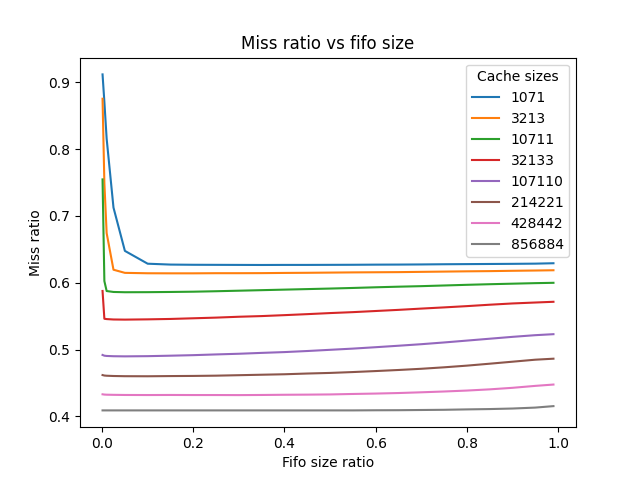 Miss ratio vs fifo size
Miss ratio
0.9
0.8
0.7
0.6
0.5
0.4
0.0 0.2 0.4 0.6 0.8 1.0
Fifo size ratio
Cache sizes
1071
3213
10711
32133
107110
214221
428442
856884